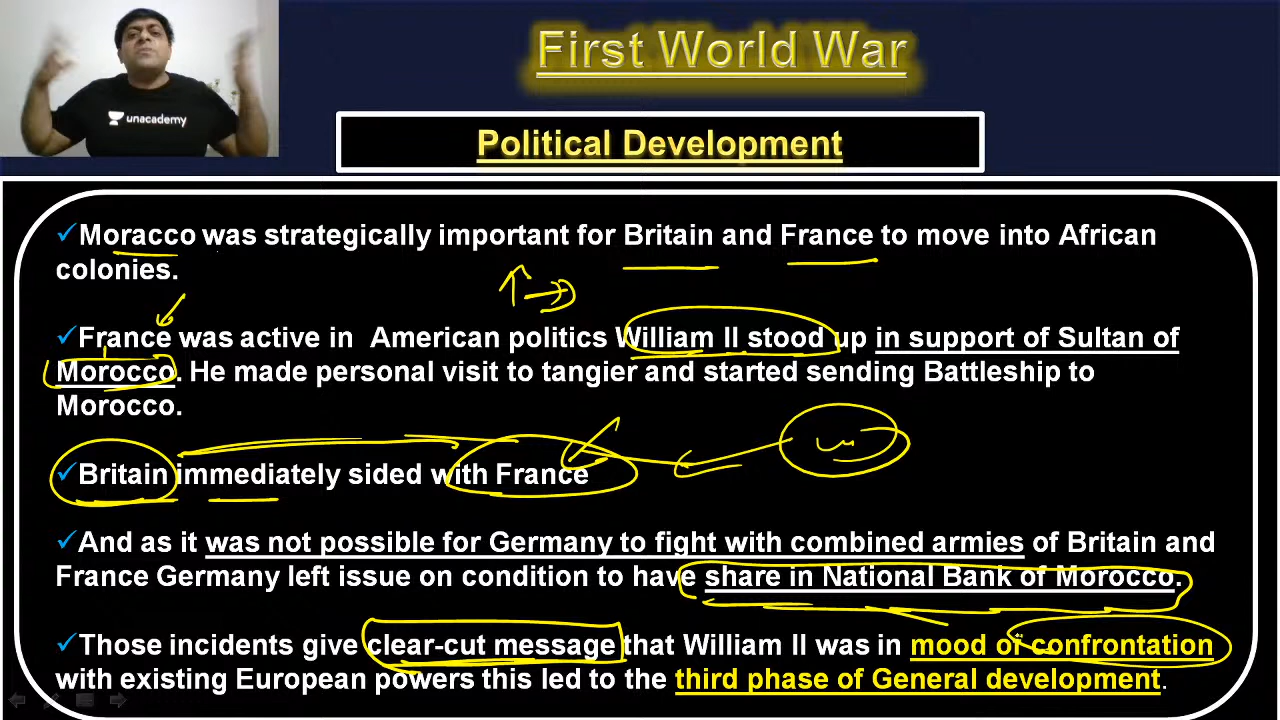 unacademy
First World War
Political Development
✓Moracco was strategically important for Britain and France to move into African
colonies.
✓France was active in American politics William II stood up in support of Sultan of
Morocco. He made personal visit to tangier and started sending Battleship to
Morocco.
✓Britain immediately sided with France
✓And as it was not possible for Germany to fight with combined armies of Britain and
France Germany left issue on condition to have share in National Bank of Morocco.
✓Those incidents give clear-cut message that William II was in mood of confrontation
with existing European powers this led to the third phase of General development.